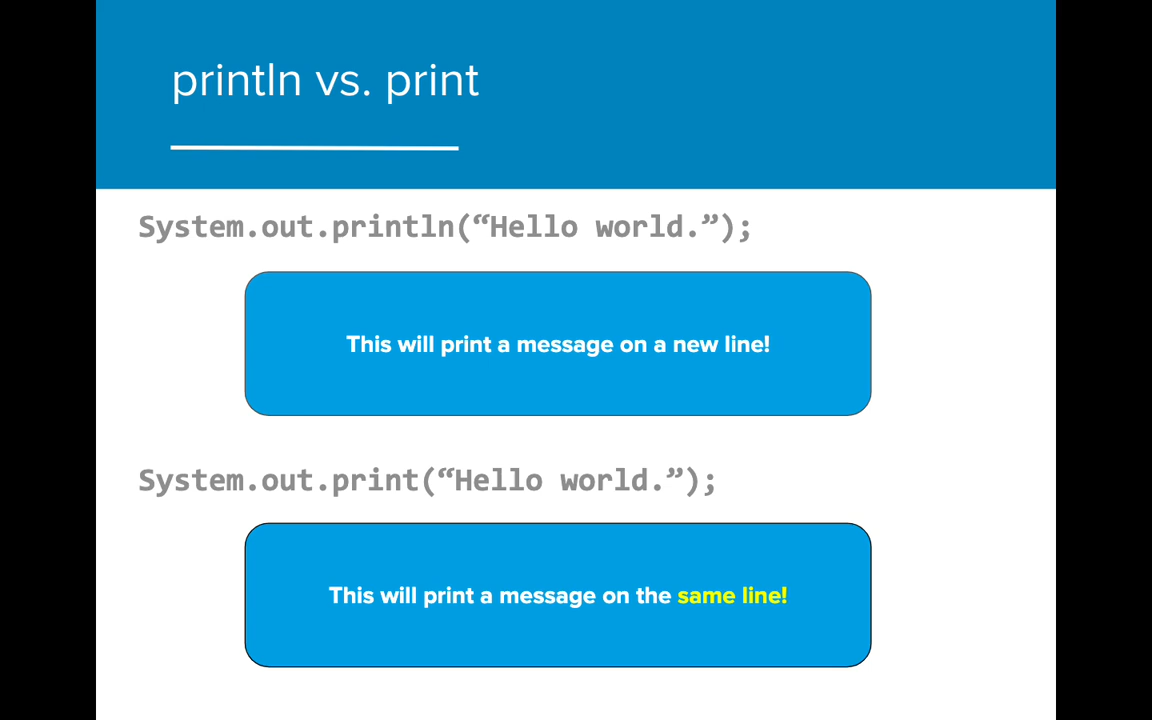 println vs. print
System.out.println(“Hello world.”);
This will print a message on a new line!
System.out.print(“Hello world.”);
This will print a message on the same line!